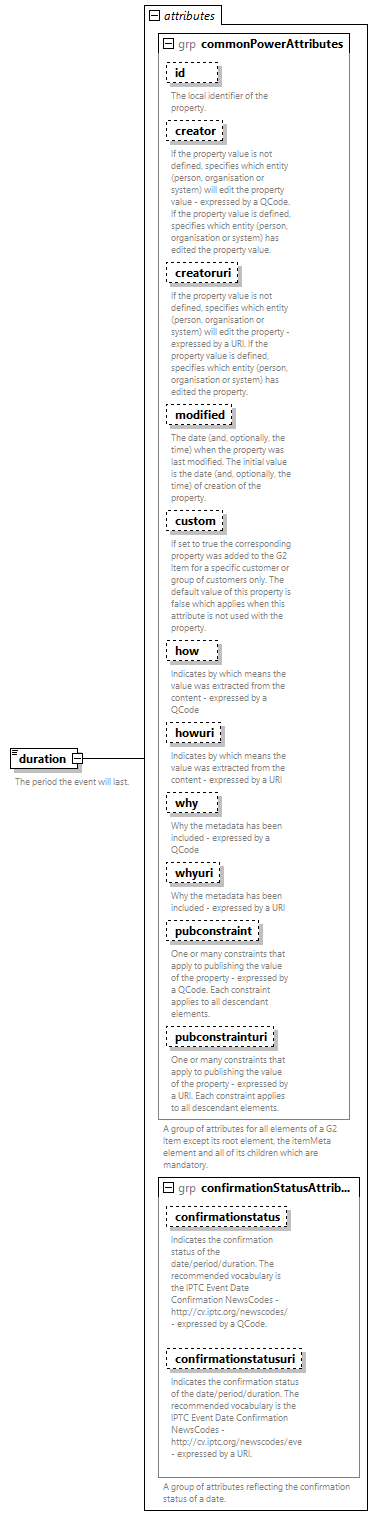 attributes
grp commonPowerAttributes
id
The local identifier of the
property.
creator
If the property value is not
defined, specifies which entity
(person, organisation or
system) will edit the property
value - expressed by a QCode.
If the property value is defined,
specifies which entity (person,
organisation or system) has
edited the property value.
creatoruri
If the property value is not
defined, specifies which entity
(person, organisation or
system) will edit the property -
expressed by a URI. If the
property value is defined,
specifies which entity (person,
organisation or system) has
edited the property.
modified
The date (and, optionally, the
time) when the property was
last modified. The initial value
is the date (and, optionally, the
time) of creation of the
property.
custom
If set to true the corresponding
property was added to the G2
Item for a specific customer or
group of customers only. The
default value of this property is
false which applies when this
attribute is not used with the
property.
how
Indicates by which means the
value was extracted from the
content - expressed by a
QCode
howuri
Indicates by which means the
value was extracted from the
content - expressed by a URI
why
Why the metadata has been
included - expressed by a
QCode
whyuri
Why the metadata has been
included - expressed by a URI
pubconstraint
One or many constraints that
apply to publishing the value
of the property - expressed by
a QCode. Each constraint
applies to all descendant
elements.
pubconstrainturi
One or many constraints that
apply to publishing the value
of the property - expressed by
a URI. Each constraint applies
to all descendant elements.
A group of attributes for all elements of a G2
Item except its root element, the itemMeta
element and all of its children which are
mandatory.
duration
The period the event will last.
grp confirmationStatusAttrib...
confirmationstatus
Indicates the confirmation
status of the
date/period/duration. The
recommended vocabulary is
the IPTC Event Date
Confirmation NewsCodes -
http://cv.iptc.org/newscodes/
- expressed by a QCode.
confirmationstatusuri
Indicates the confirmation status
of the date/period/duration. The
recommended vocabulary is the
IPTC Event Date Confirmation
NewsCodes -
http://cv.iptc.org/newscodes/eve
- expressed by a URI.
A group of attributes reflecting the confirmation
status of a date.